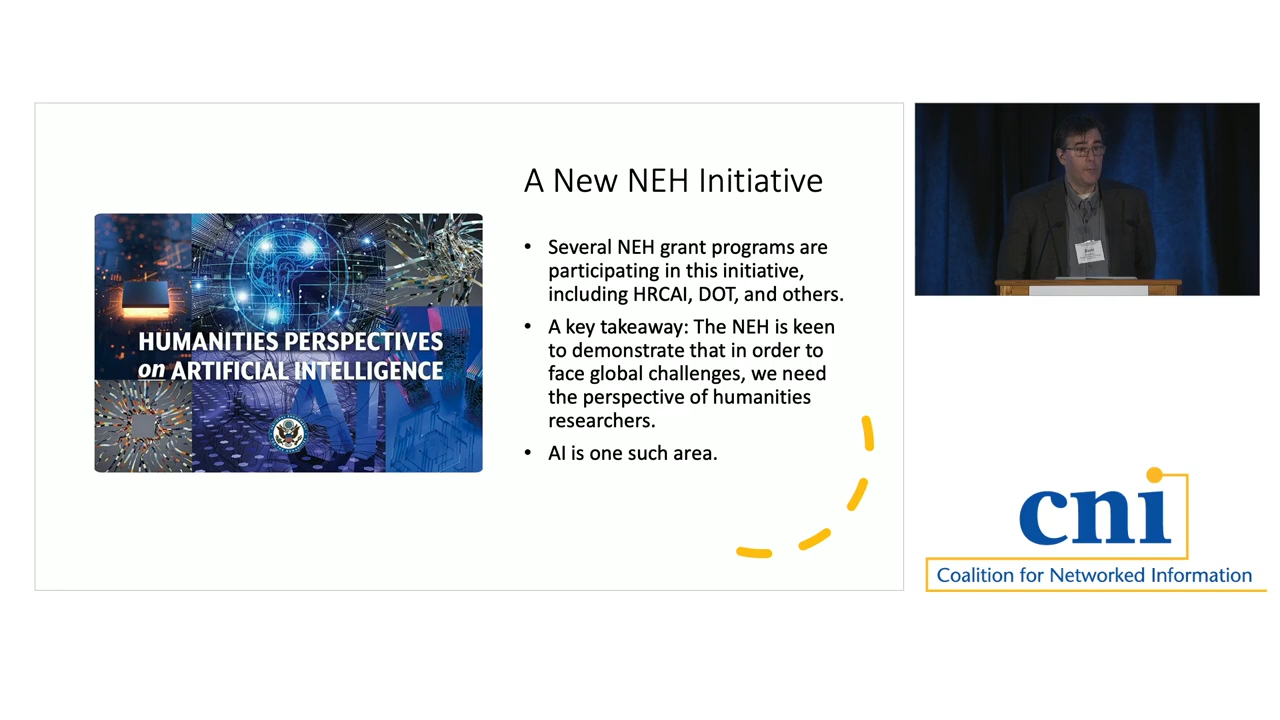 A New NEH Initiative
• Several NEH grant programs are
participating in this initiative,
including HRCAI, DOT, and others.
• A key takeaway: The NEH is keen
to demonstrate that in order to
face global challenges, we need
the perspective of humanities
researchers.
• AI is one such area.
HUMANITIES PERSPECTIVES
on ARTIFICIAL INTELLIGENCE
AI
cni
Coalition for Networked Information